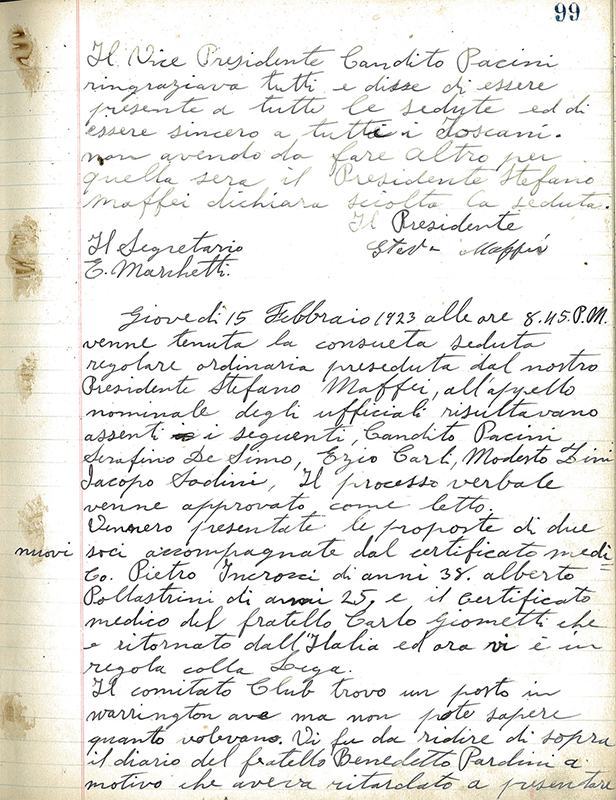 99
Il Vice Presidente Candito Pacini
ringraziava tutti e disse di essere
presente a tutte le sedute ed di
essere sincero a tutti i Toscani.
non avendo da fare altro per
quella sera il Presidente Stefano
Maffei dichiara sciolta la seduta.
Il Presidente
Il Segretario
Maffei
E. Marchetti.
Giovedì 15 Febbraio 1923 alle ore 8.45. P.M.
venne tenuta la consueta seduta
regolare ordinaria preseduta dal nostro
Presidente Stefano Maffei, all'appello
nominale degli ufficiali risultavano
assenti i seguenti, Candito Pacini
Serafino De Simo, Ezio Carli, Modesto Dini
Iacopo Sodini, Il processo verbale
venne approvato come letto.
Vennero presentate le proposte di due
nuovi soci accompagnate dal certificato medi=
co. Pietro Incrocci di anni 38. alberto
Pollastrini di anni 25, e il certificato
medico del fratello Carlo Giometti che
e ritornato dall'Italia ed ora vi è in
regola colla Lega.
Il comitato Club trovo un posto in
warrington ave ma non pote sapere
quanto volevano. Vi fu da ridire di sopra
il diario del fratello Benedetto Pardini a
motivo che aveva ritardato a presentare